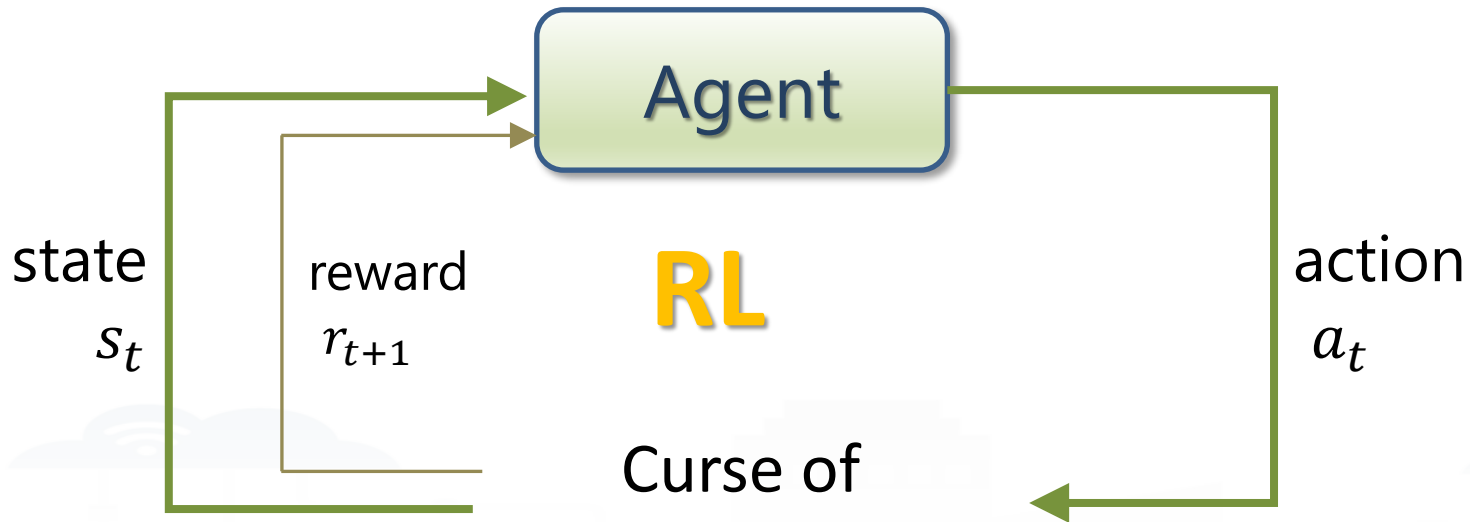 Agent
state
reward
RL
action
s_t
r_{t+1}
a_t
Curse of